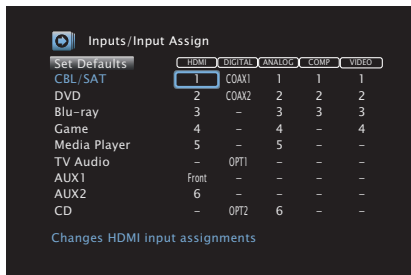 Inputs/Input Assign
Set Defaults HDMI DIGITAL ANALOG COMP VIDEO
CBL/SAT 1 COAX1 1 1 1
DVD 2 COAX2 2 2 2
Blu-ray 3 – 3 3 3
Game 4 – 4 – 4
Media Player 5 – 5 – –
TV Audio – OPT1 – – –
AUX1 Front – – – –
AUX2 6 – – – –
CD – OPT2 6 – –
Changes HDMI input assignments